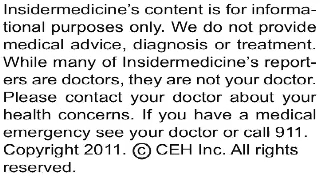 Insidermedicine's content is for informa-
tional purposes only. We do not provide
medical advice, diagnosis or treatment.
While many of Insidermedicine's report-
ers are doctors, they are not your doctor.
Please contact your doctor about your
health concerns. If you have a medical
emergency see your doctor or call 911.
Copyright 2011. © CEH Inc. All rights
reserved.